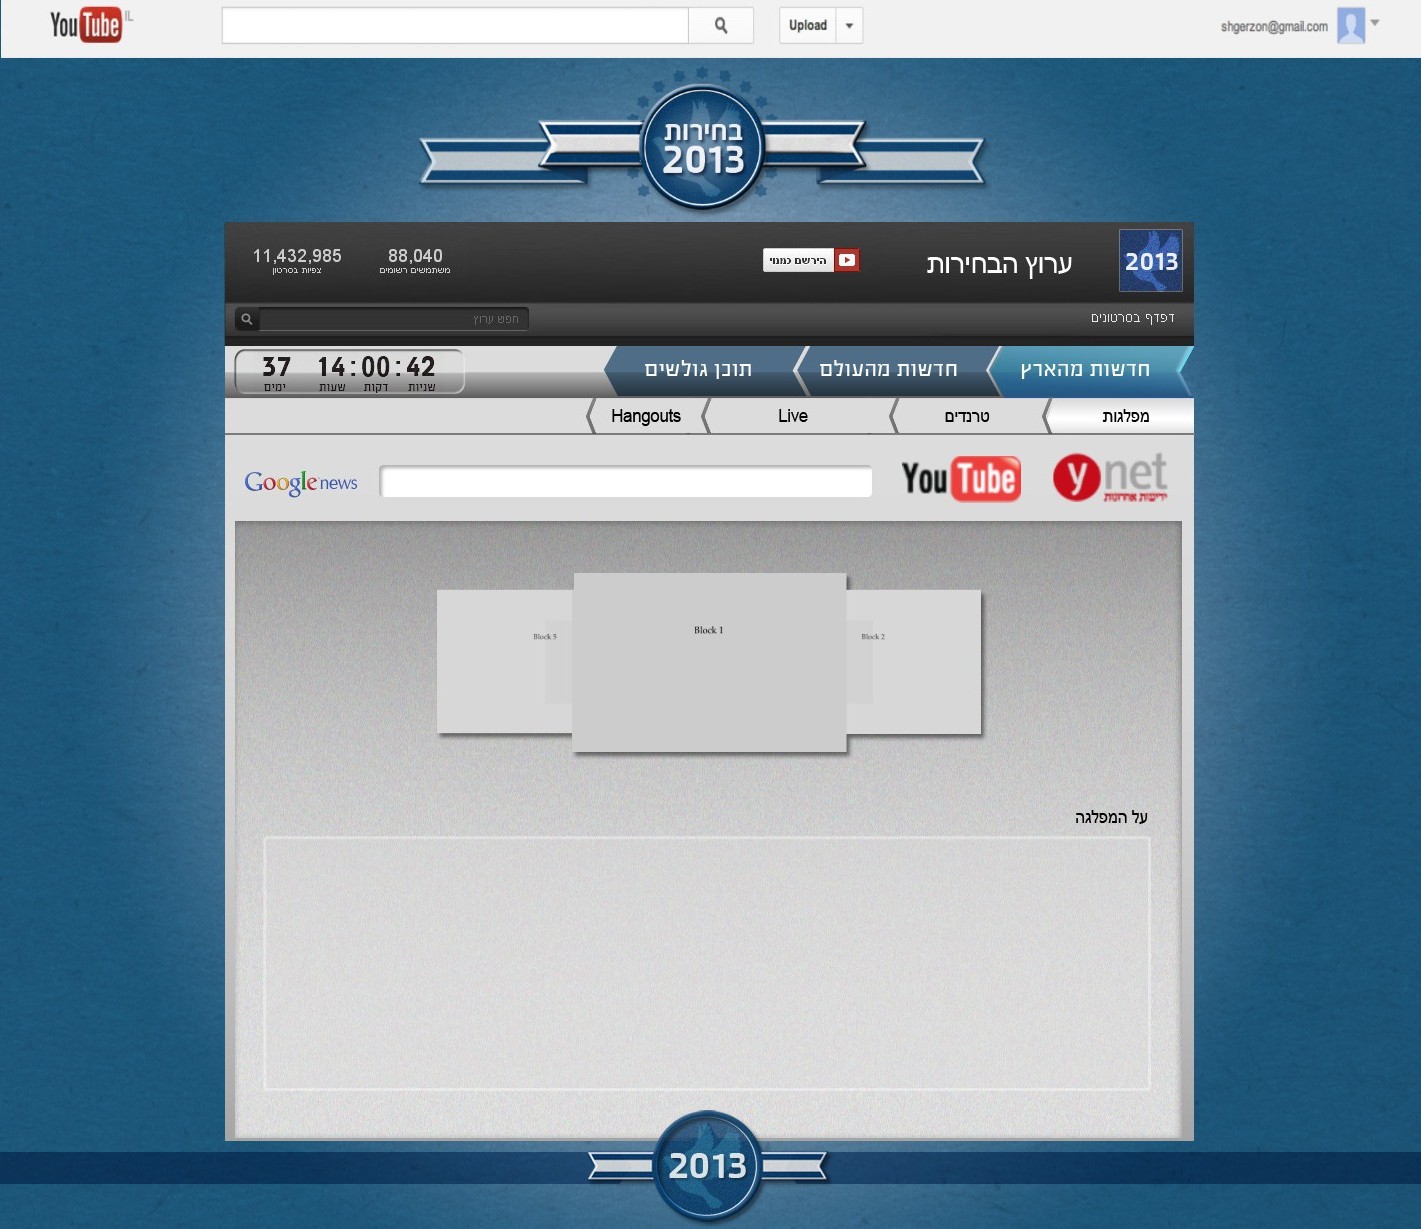 YouTube IL
Upload
shgerzon@gmail.com
בחירות
2013
2013
ערוץ הבחירות
הירשם כמנוי
88,040
משתמשים רשומים
11,432,985
צפיות בסרטון
דפדף בסרטונים
חפש ערוץ
חדשות מהארץ
חדשות מהעולם
תוכן גולשים
37 14:00:42
ימים שעות דקות שניות
מפלגות
טרנדים
Live
Hangouts
ynet
ידיעות אחרונות
YouTube
Google news
Block 5
Block 1
Block 2
על המפלגה
2013